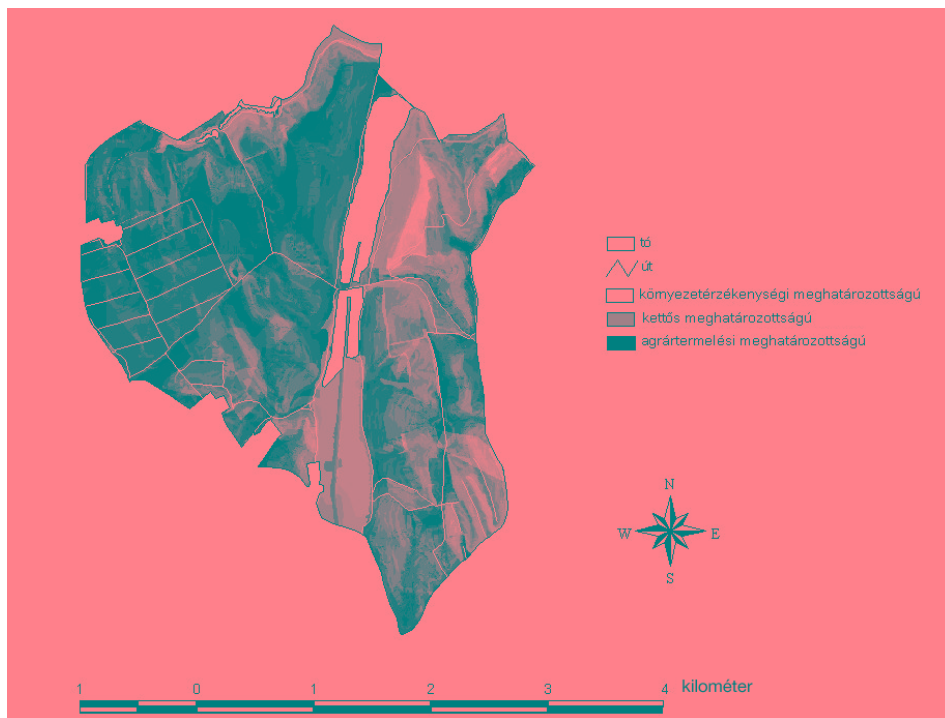 tó
út
környezetérzékenységi meghatározottságú
kettős meghatározottságú
agrártermelési meghatározottságú
N
W E
S
1 0 1 2 3 4 kilométer